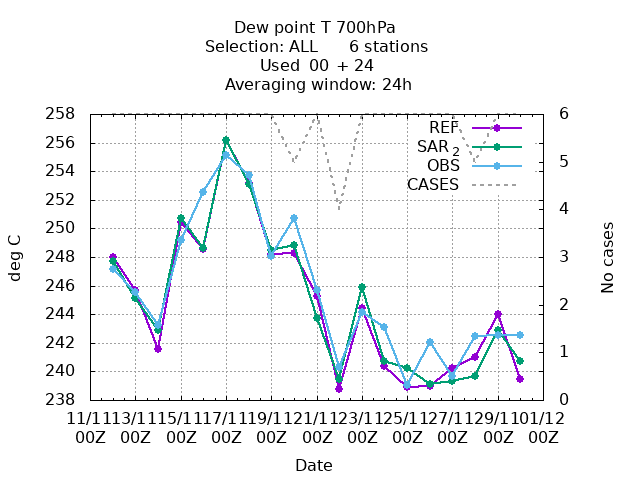 Dew point T 700hPa
Selection: ALL 6 stations
Used 00 + 24
Averaging window: 24h
258
256
254
252
250
248
246
244
242
240
238
deg C
6
5
4
3
2
1
0
No cases
REF
SAR 2
OBS
CASES
11/11 13/11 15/11 17/11 19/11 21/11 23/11 25/11 27/11 29/11 01/12
00Z 00Z 00Z 00Z 00Z 00Z 00Z 00Z 00Z 00Z 00Z
Date